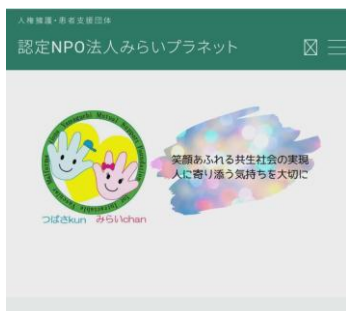 人権擁護・患者支援団体
認定NPO法人みらいプラネット
笑顔あふれる共生社会の実現
人に寄り添う気持ちを大切に
つばさkun みらいchan